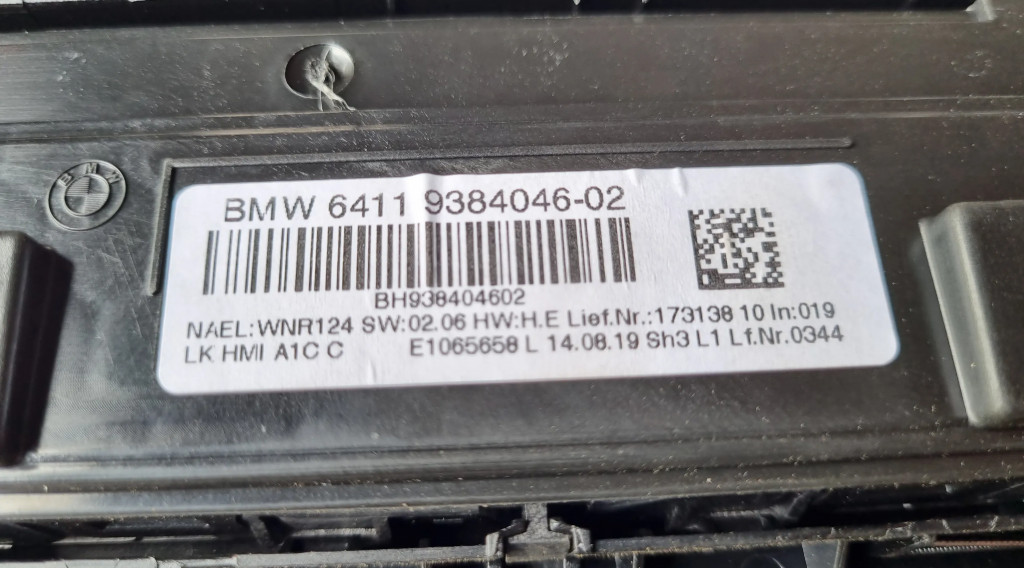 BMW
BMW 6411 9384046-02
BH938404602
NAEL:WNR124 SW:02.06 HW:H.E Lief.Nr.:173138 10 In:019
LK HMI A1C C E1065658 L 14.08.19 Sh3 L1 Lf.Nr.0344